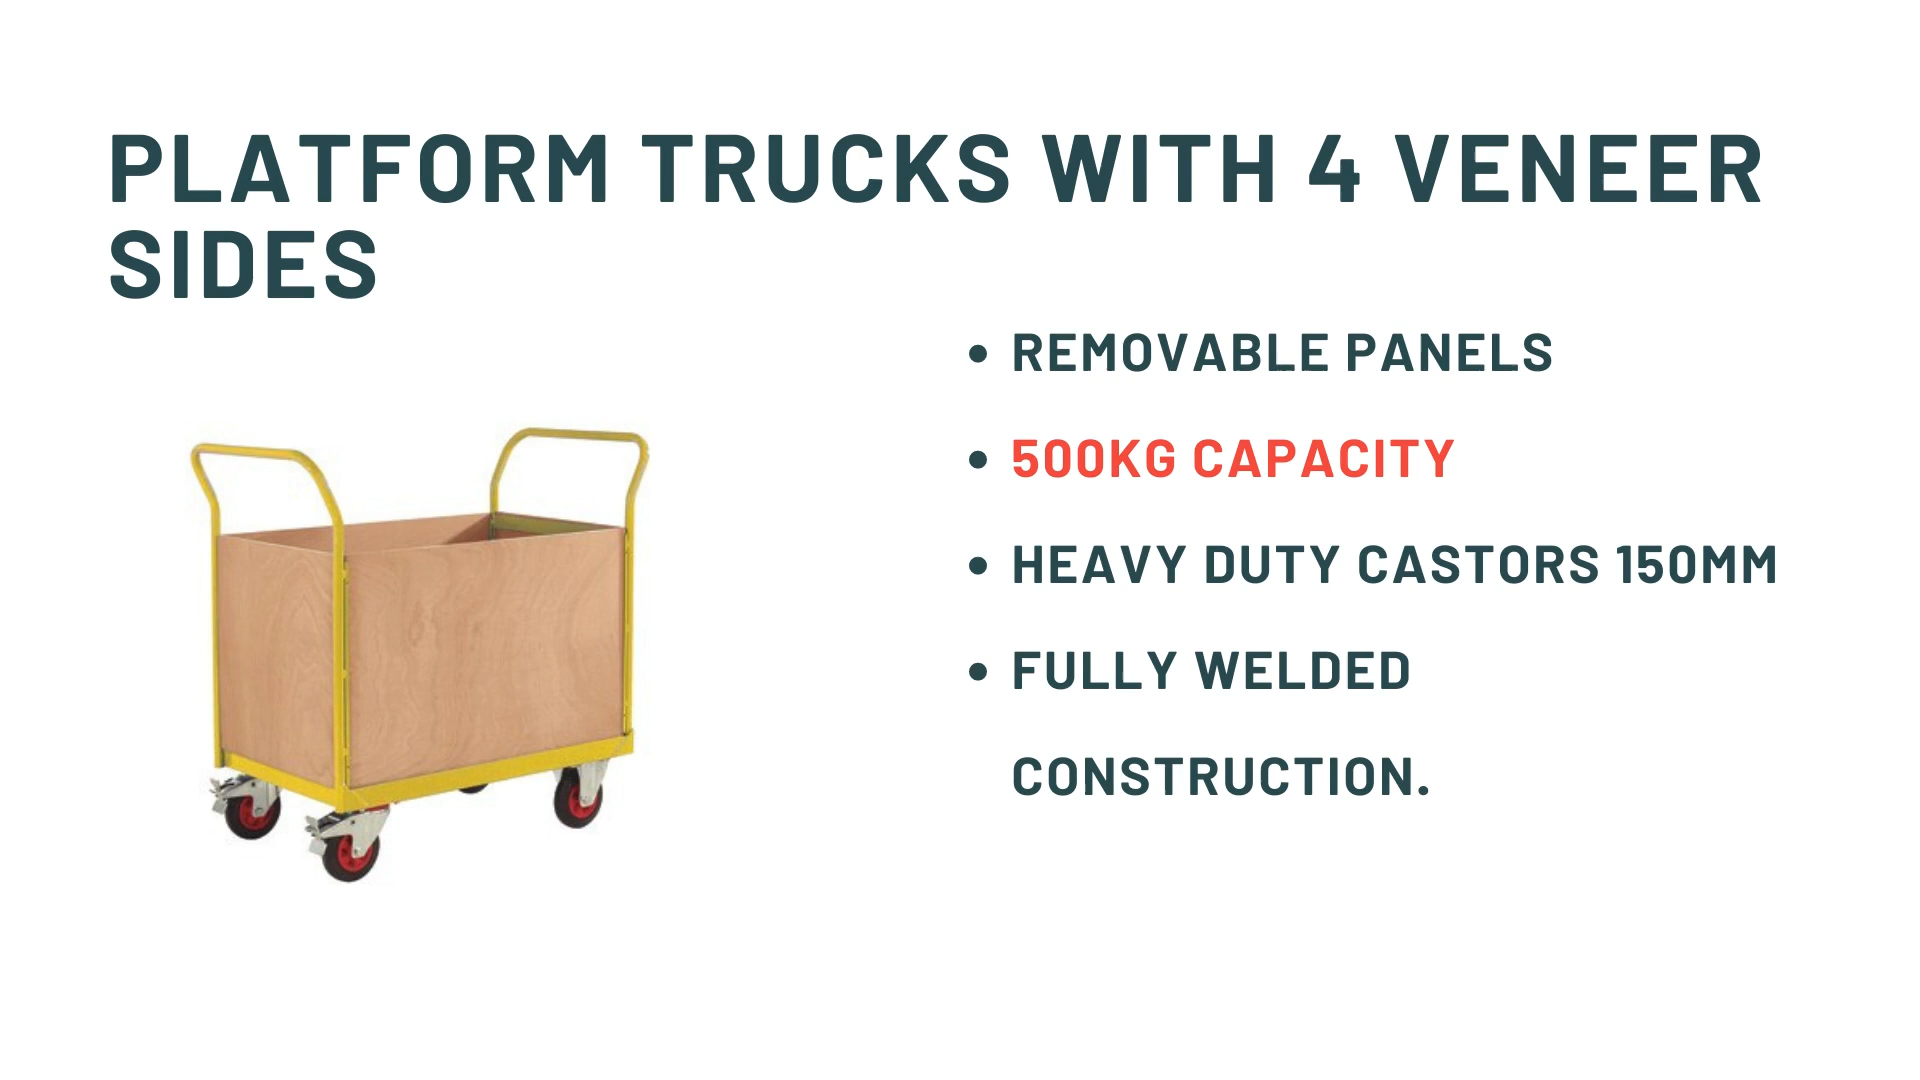 PLATFORM TRUCKS WITH 4 VENEER
SIDES
• REMOVABLE PANELS
• 500KG CAPACITY
• HEAVY DUTY CASTORS 150MM
• FULLY WELDED
CONSTRUCTION.